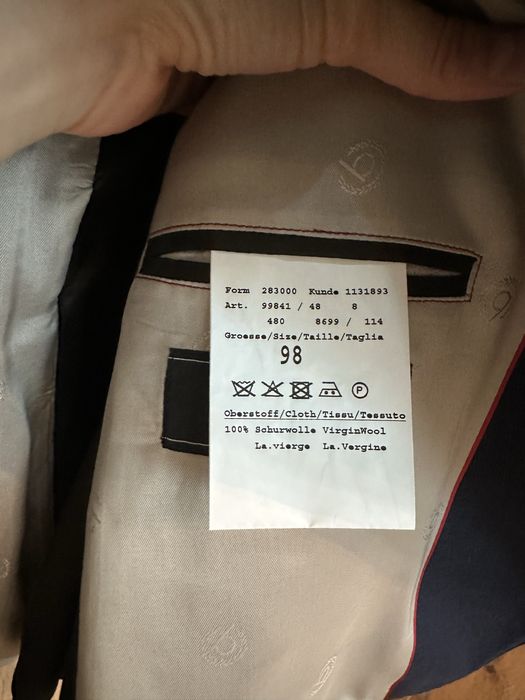 Form 283000 Kunde 1131893
Art. 99841 / 48 8
480 8699 / 114
Groesse/Size/Taille/Taglia
98
P
Oberstoff/Cloth/Tissu/Tessuto
100% Schurwolle VirginWool
La.vierge La.Vergine